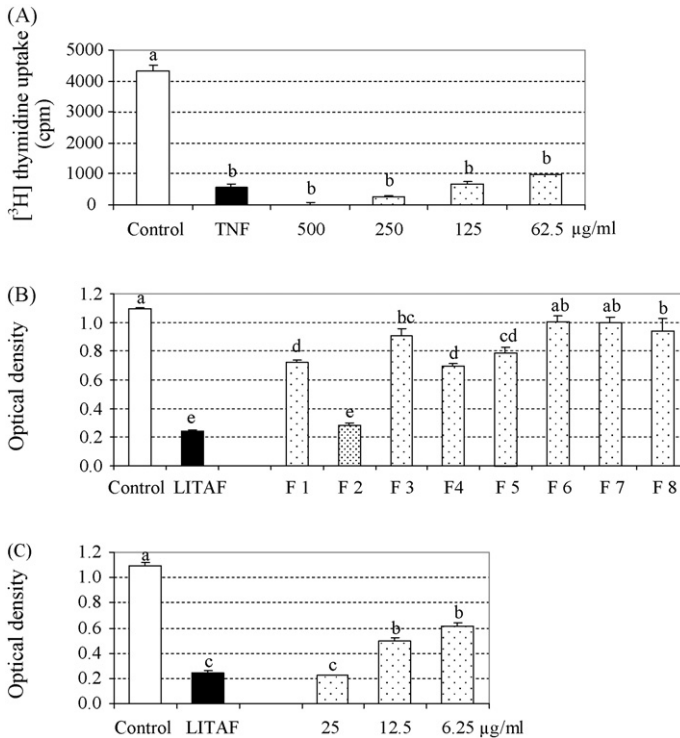 (A)
[³H] thymidine uptake
(cpm)
5000
4000
3000
2000
1000
0
a
b
b
b
b
b
Control TNF 500 250 125 62.5 µg/ml
(B)
Optical density
1.2
1.0
0.8
0.6
0.4
0.2
0.0
a
e
d
e
bc
d
cd
ab
ab
b
Control LITAF F 1 F 2 F 3 F4 F 5 F 6 F 7 F 8
(C)
Optical density
1.2
1.0
0.8
0.6
0.4
0.2
0.0
a
c
c
b
b
Control LITAF 25 12.5 6.25 µg/ml